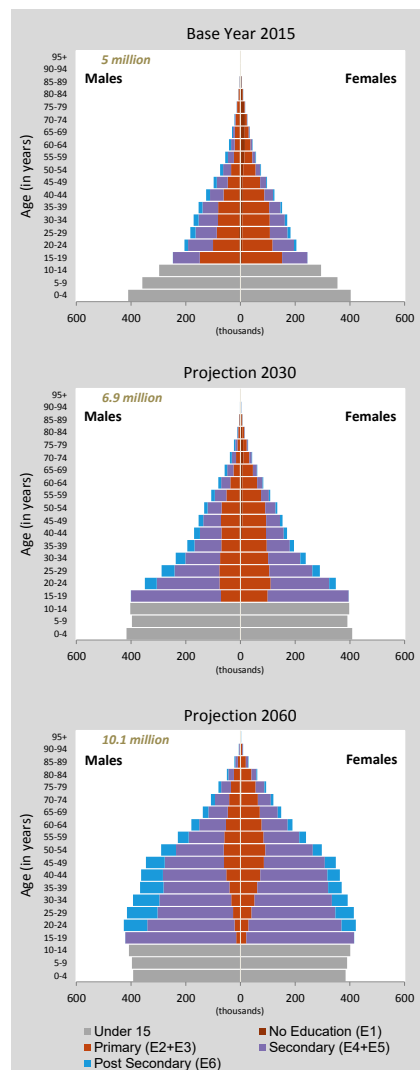 Base Year 2015
5 million
Males
Females
Age (in years)
95+
90-94
85-89
80-84
75-79
70-74
65-69
60-64
55-59
50-54
45-49
40-44
35-39
30-34
25-29
20-24
15-19
10-14
5-9
0-4
600 400 200 0 200 400 600
(thousands)
Projection 2030
6.9 million
Males
Females
Age (in years)
95+
90-94
85-89
80-84
75-79
70-74
65-69
60-64
55-59
50-54
45-49
40-44
35-39
30-34
25-29
20-24
15-19
10-14
5-9
0-4
600 400 200 0 200 400 600
(thousands)
Projection 2060
10.1 million
Males
Females
Age (in years)
95+
90-94
85-89
80-84
75-79
70-74
65-69
60-64
55-59
50-54
45-49
40-44
35-39
30-34
25-29
20-24
15-19
10-14
5-9
0-4
600 400 200 0 200 400 600
(thousands)
Under 15
No Education (E1)
Primary (E2+E3)
Secondary (E4+E5)
Post Secondary (E6)